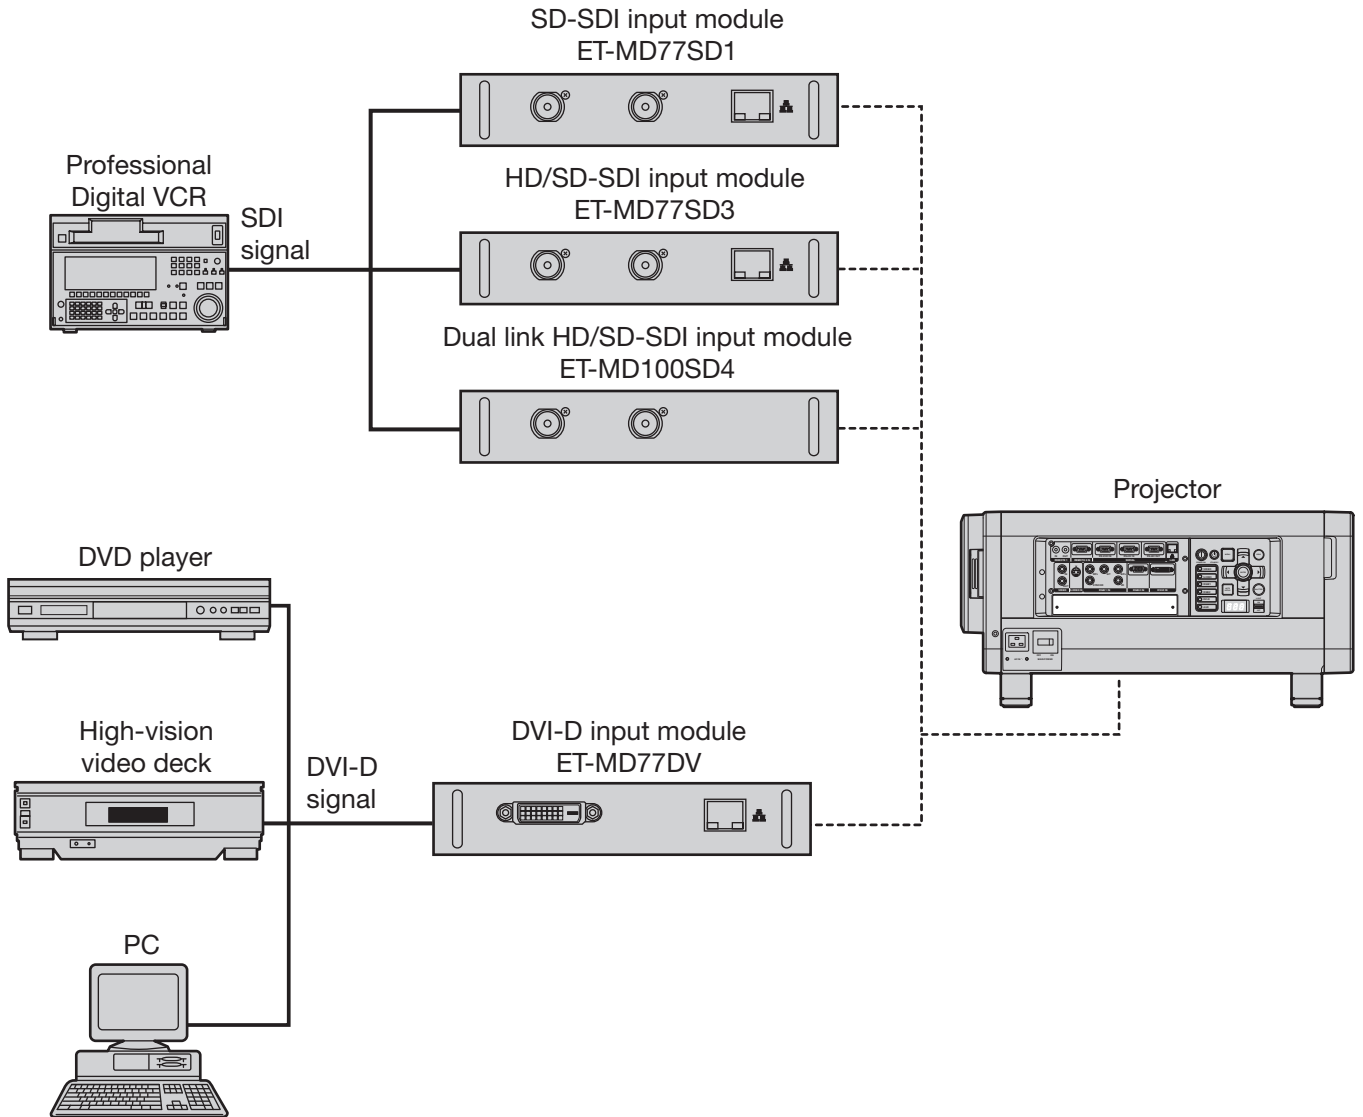 SD-SDI input module
ET-MD77SD1
Professional
Digital VCR
SDI
signal
HD/SD-SDI input module
ET-MD77SD3
Dual link HD/SD-SDI input module
ET-MD100SD4
Projector
DVD player
High-vision
video deck
DVI-D
signal
DVI-D input module
ET-MD77DV
PC